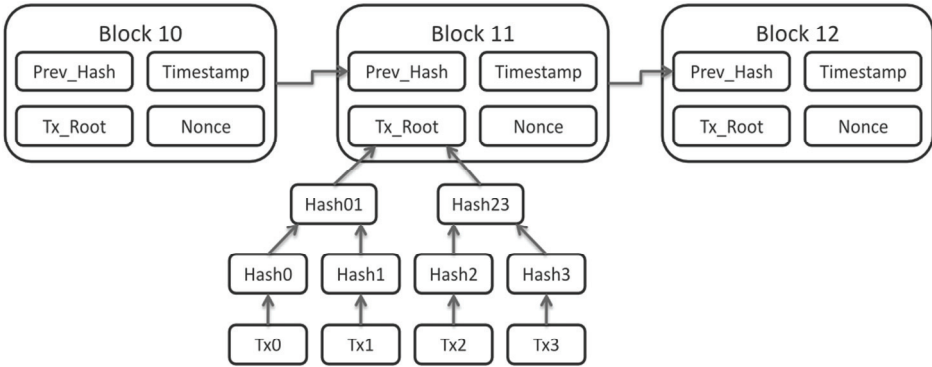 Block 10
Block 11
Block 12
Prev_Hash
Timestamp
Prev_Hash
Timestamp
Prev_Hash
Timestamp
Tx_Root
Nonce
Tx_Root
Nonce
Tx_Root
Nonce
Hash01
Hash23
Hash0
Hash1
Hash2
Hash3
Tx0
Tx1
Tx2
Tx3